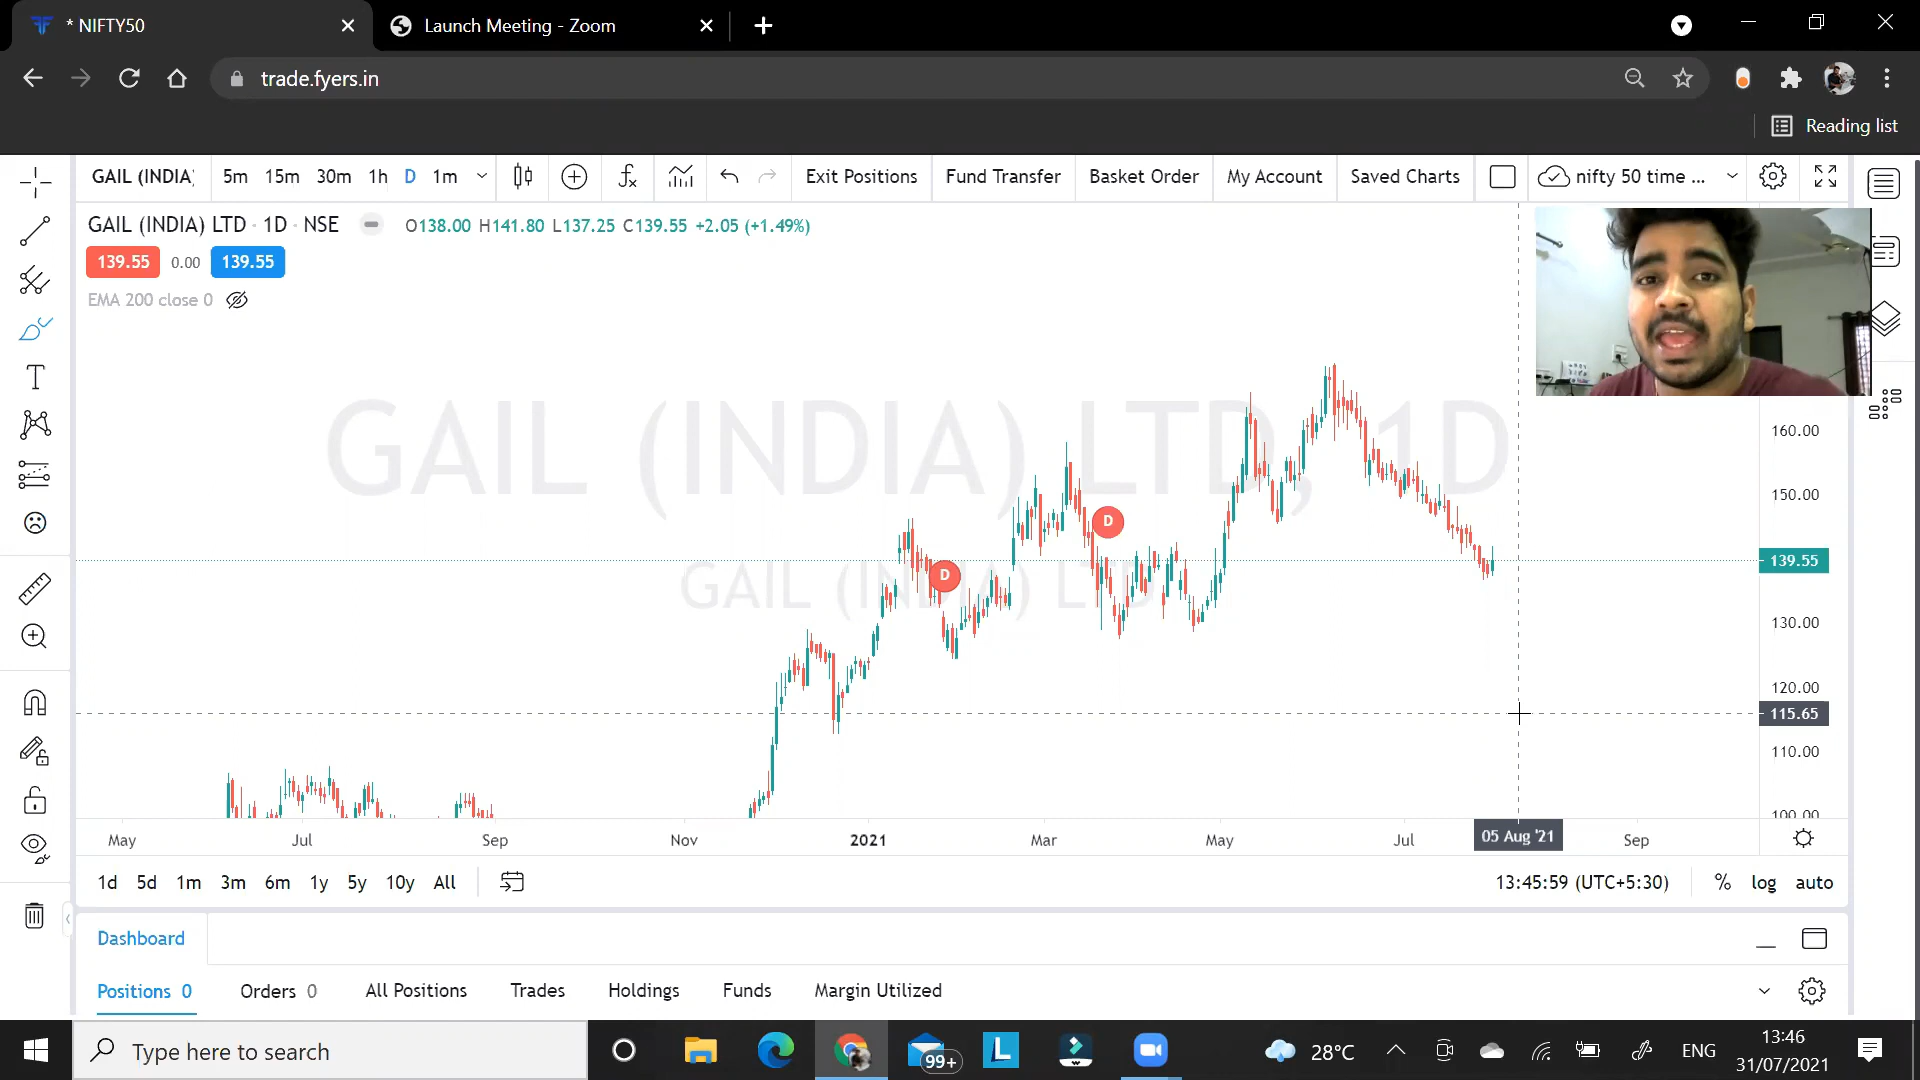 * NIFTY50
Launch Meeting - Zoom
trade.fyers.in
Reading list
GAIL (INDIA)
5m 15m 30m 1h D 1m
Exit Positions
Fund Transfer
Basket Order
My Account
Saved Charts
nifty 50 time ...
GAIL (INDIA) LTD · 1D · NSE
O138.00 H141.80 L137.25 C139.55 +2.05 (+1.49%)
139.55 0.00 139.55
EMA 200 close 0
GAIL (INDIA) LTD, 1D
GAIL (INDIA) LTD
D
D
160.00
150.00
139.55
130.00
120.00
115.65
110.00
100.00
May Jul Sep Nov 2021 Mar May Jul 05 Aug '21 Sep
1d 5d 1m 3m 6m 1y 5y 10y All
13:45:59 (UTC+5:30)
% log auto
Dashboard
Positions 0
Orders 0
All Positions
Trades
Holdings
Funds
Margin Utilized
Type here to search
99+
L
28°C
ENG
13:46
31/07/2021